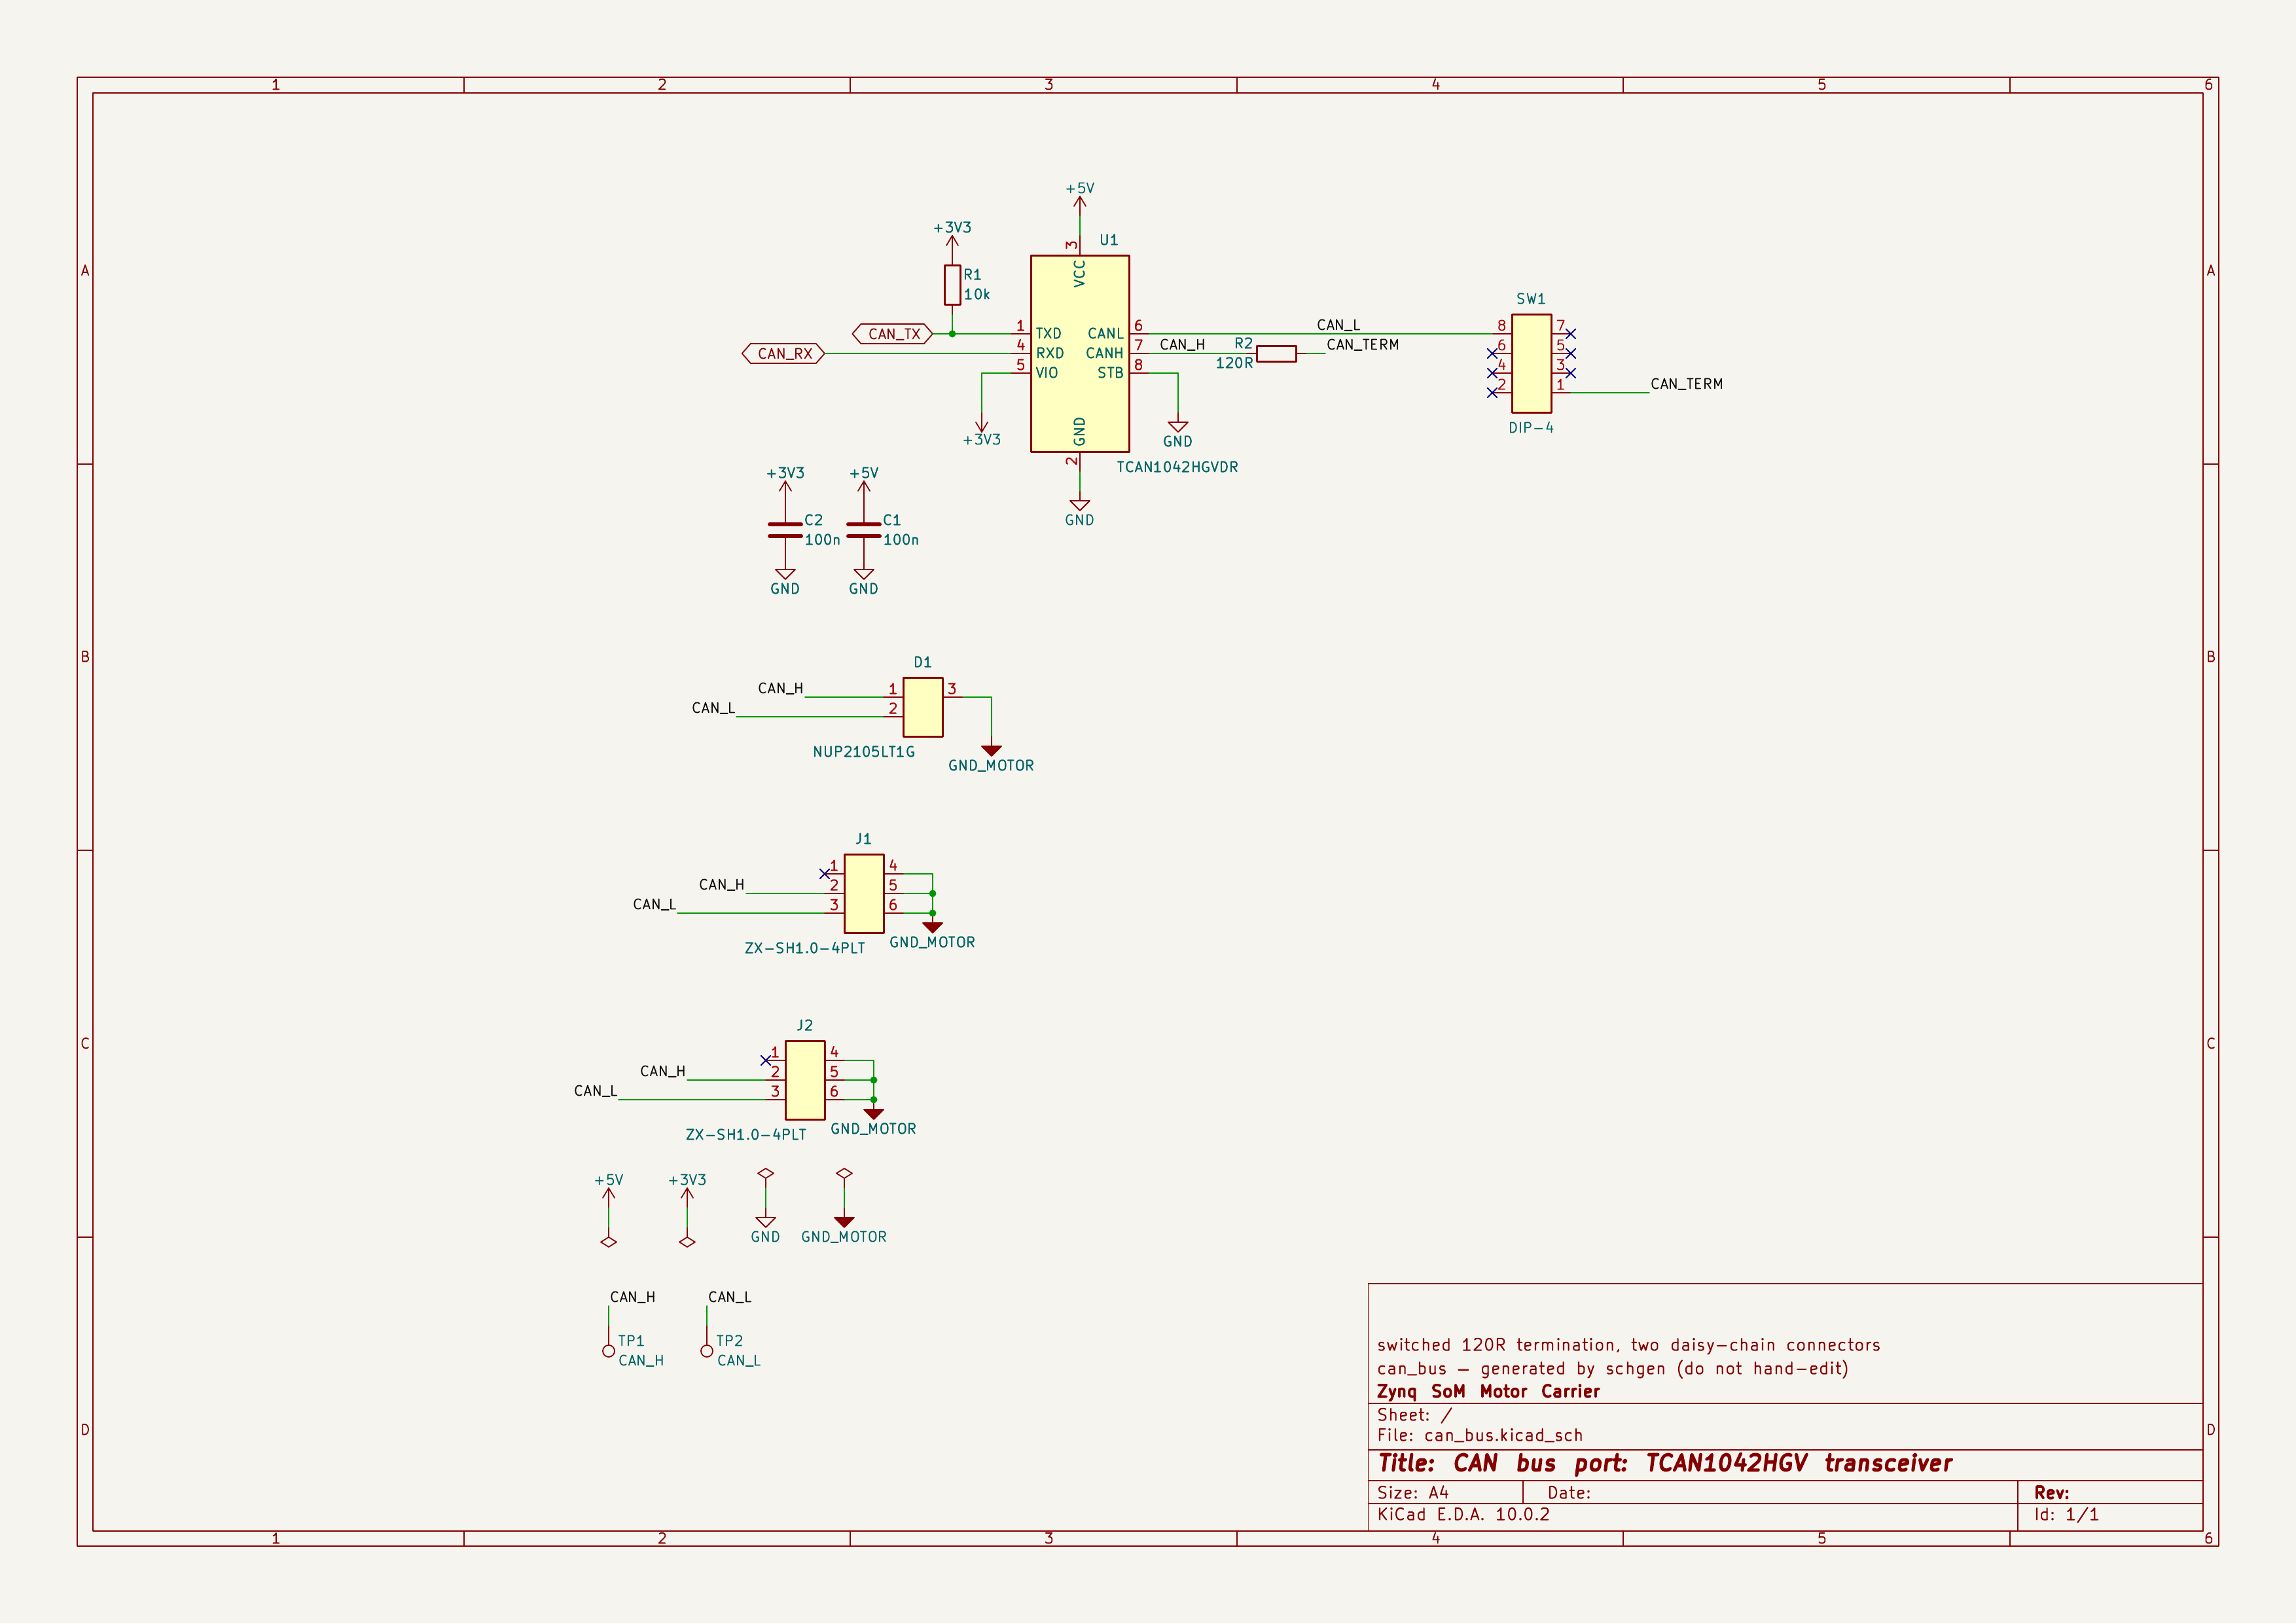 1 2 3 4 5 6
A A
B B
C C
D D
+5V
+3V3
U1
3
VCC
R1
10k
SW1
CAN_TX
1 TXD
CANL 6
CAN_L
8 7
CAN_RX
4 RXD
CANH 7
CAN_H
R2
120R
CAN_TERM
6 5
5 VIO
STB 8
4 3
2 1
CAN_TERM
DIP-4
+3V3
GND
2
GND
TCAN1042HGVDR
GND
+3V3
+5V
C2
100n
C1
100n
GND
GND
D1
CAN_H
1 3
CAN_L
2
NUP2105LT1G
GND_MOTOR
J1
1 4
CAN_H
2 5
CAN_L
3 6
GND_MOTOR
ZX-SH1.0-4PLT
J2
1 4
CAN_H
2 5
CAN_L
3 6
GND_MOTOR
ZX-SH1.0-4PLT
+5V
+3V3
GND
GND_MOTOR
CAN_H
CAN_L
TP1
CAN_H
TP2
CAN_L
switched 120R termination, two daisy-chain connectors
can_bus — generated by schgen (do not hand-edit)
Zynq SoM Motor Carrier
Sheet: /
File: can_bus.kicad_sch
Title: CAN bus port: TCAN1042HGV transceiver
Size: A4
Date:
Rev:
KiCad E.D.A. 10.0.2
Id: 1/1
1 2 3 4 5 6